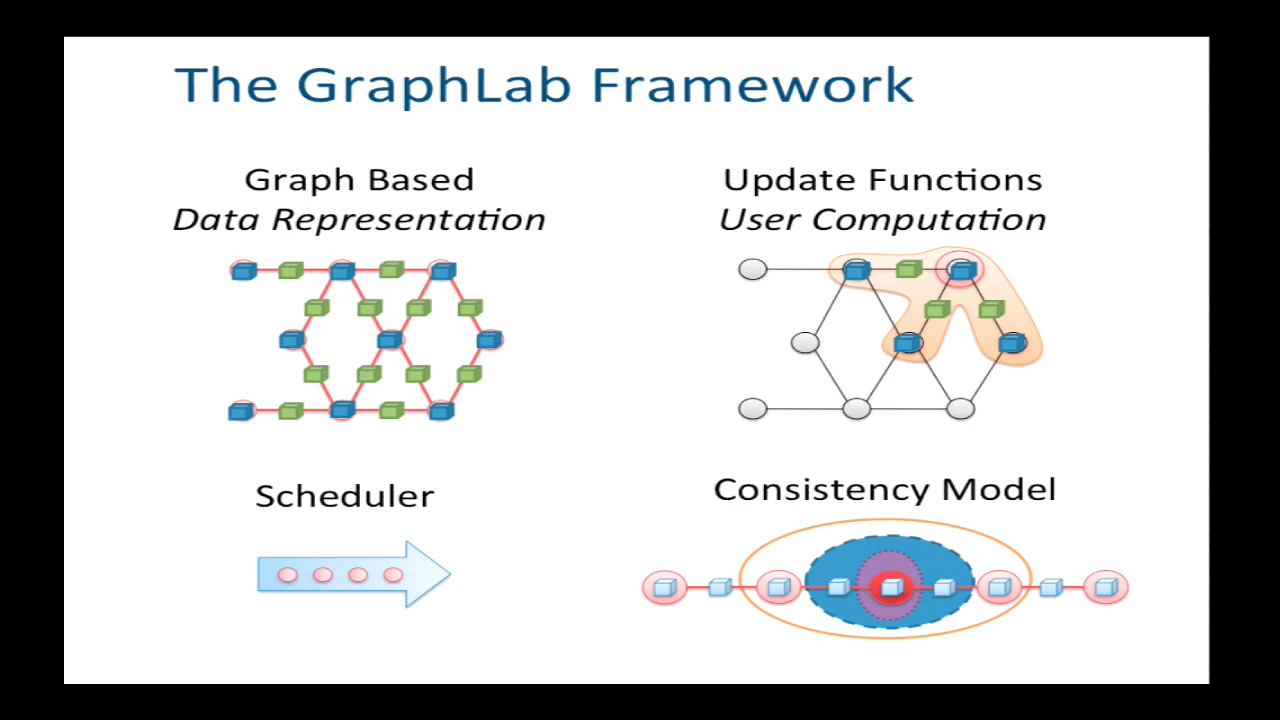 The GraphLab Framework
Graph Based
Data Representation
Update Functions
User Computation
Scheduler
Consistency Model